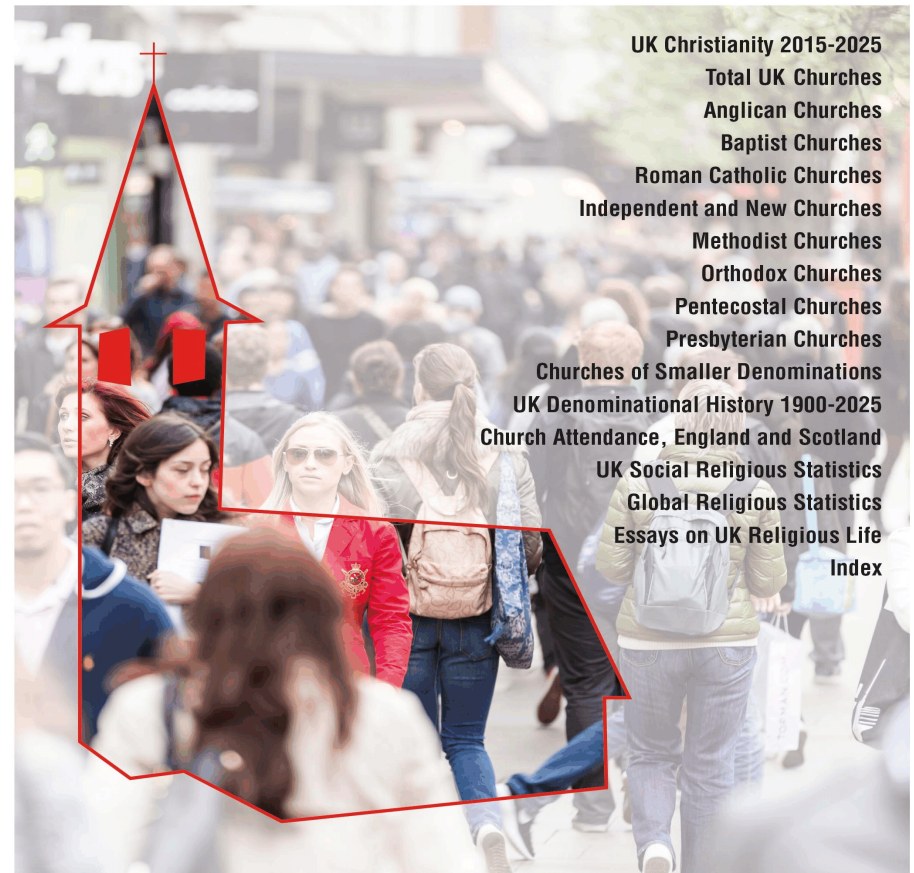 UK Christianity 2015-2025
Total UK Churches
Anglican Churches
Baptist Churches
Roman Catholic Churches
Independent and New Churches
Methodist Churches
Orthodox Churches
Pentecostal Churches
Presbyterian Churches
Churches of Smaller Denominations
UK Denominational History 1900-2025
Church Attendance, England and Scotland
UK Social Religious Statistics
Global Religious Statistics
Essays on UK Religious Life
Index